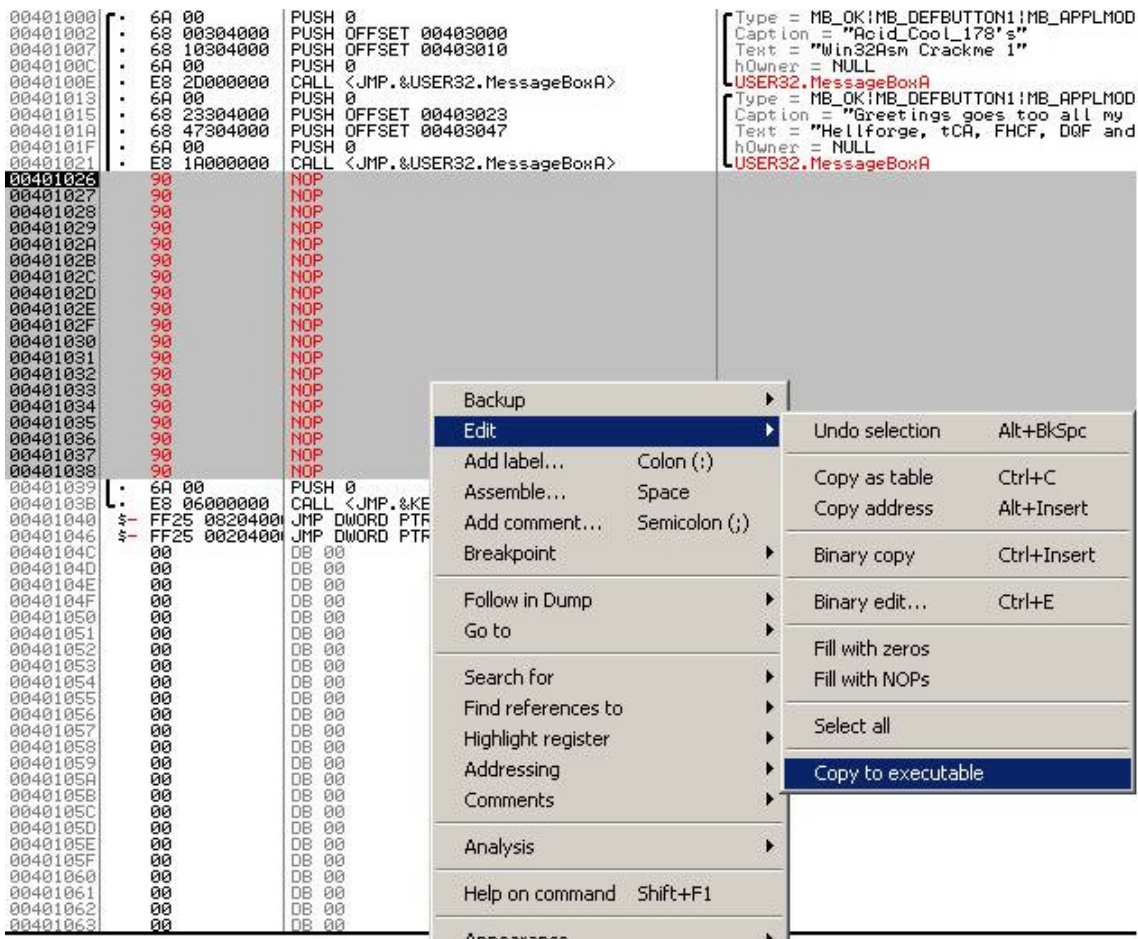 00401000 . 6A 00 PUSH 0 Type = MB_OK|MB_DEFBUTTON1|MB_APPLMOD
00401002 . 68 00304000 PUSH OFFSET 00403000 Caption = "Acid_Cool_178's"
00401007 . 68 10304000 PUSH OFFSET 00403010 Text = "Win32Asm Crackme 1"
0040100C . 6A 00 PUSH 0 hOwner = NULL
0040100E . E8 2D000000 CALL <JMP.&USER32.MessageBoxA> USER32.MessageBoxA
00401013 . 6A 00 PUSH 0 Type = MB_OK|MB_DEFBUTTON1|MB_APPLMOD
00401015 . 68 23304000 PUSH OFFSET 00403023 Caption = "Greetings goes too all my
0040101A . 68 47304000 PUSH OFFSET 00403047 Text = "Hellforge, tCA, FHCF, DQF and
0040101F . 6A 00 PUSH 0 hOwner = NULL
00401021 . E8 1A000000 CALL <JMP.&USER32.MessageBoxA> USER32.MessageBoxA
00401026 90 NOP
00401027 90 NOP
00401028 90 NOP
00401029 90 NOP
0040102A 90 NOP
0040102B 90 NOP
0040102C 90 NOP
0040102D 90 NOP
0040102E 90 NOP
0040102F 90 NOP
00401030 90 NOP
00401031 90 NOP
00401032 90 NOP
00401033 90 NOP
00401034 90 NOP
00401035 90 NOP
00401036 90 NOP
00401037 90 NOP
00401038 90 NOP
00401039 . 6A 00 PUSH 0
0040103B . E8 06000000 CALL <JMP.&KE
00401040 $- FF25 08204000 JMP DWORD PTR
00401046 $- FF25 00204000 JMP DWORD PTR
0040104C 00 DB 00
0040104D 00 DB 00
0040104E 00 DB 00
0040104F 00 DB 00
00401050 00 DB 00
00401051 00 DB 00
00401052 00 DB 00
00401053 00 DB 00
00401054 00 DB 00
00401055 00 DB 00
00401056 00 DB 00
00401057 00 DB 00
00401058 00 DB 00
00401059 00 DB 00
0040105A 00 DB 00
0040105B 00 DB 00
0040105C 00 DB 00
0040105D 00 DB 00
0040105E 00 DB 00
0040105F 00 DB 00
00401060 00 DB 00
00401061 00 DB 00
00401062 00 DB 00
00401063 00 DB 00
Backup
Edit
Add label... Colon (:)
Assemble... Space
Add comment... Semicolon (;)
Breakpoint
Follow in Dump
Go to
Search for
Find references to
Highlight register
Addressing
Comments
Analysis
Help on command Shift+F1
Appearance
Undo selection Alt+BkSpc
Copy as table Ctrl+C
Copy address Alt+Insert
Binary copy Ctrl+Insert
Binary edit... Ctrl+E
Fill with zeros
Fill with NOPs
Select all
Copy to executable